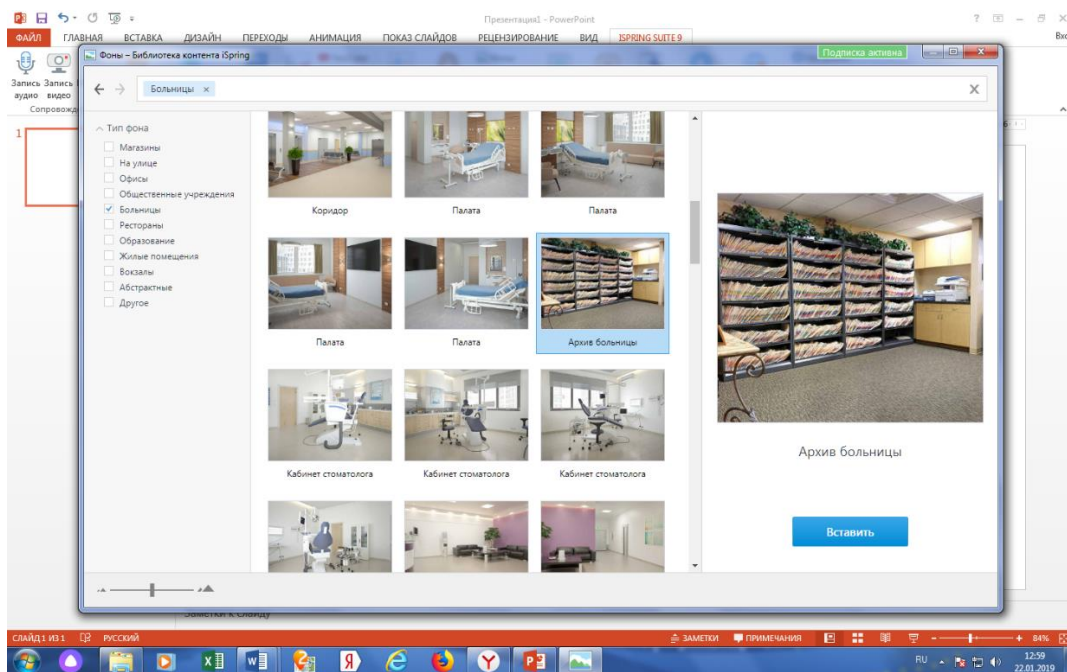 Презентация1 - PowerPoint
ФАЙЛ ГЛАВНАЯ ВСТАВКА ДИЗАЙН ПЕРЕХОДЫ АНИМАЦИЯ ПОКАЗ СЛАЙДОВ РЕЦЕНЗИРОВАНИЕ ВИД ISPRING SUITE 9
Фоны – Библиотека контента iSpring
Подписка активна
Запись Запись
аудио видео
Больницы
1
Тип фона
Магазины
На улице
Офисы
Общественные учреждения
Больницы
Рестораны
Образование
Жилые помещения
Вокзалы
Абстрактные
Другое
Коридор
Палата
Палата
Палата
Палата
Архив больницы
Кабинет стоматолога
Кабинет стоматолога
Кабинет стоматолога
Архив больницы
Вставить
СЛАЙД 1 ИЗ 1 РУССКИЙ
ЗАМЕТКИ ПРИМЕЧАНИЯ 84%
RU
12:59
22.01.2019